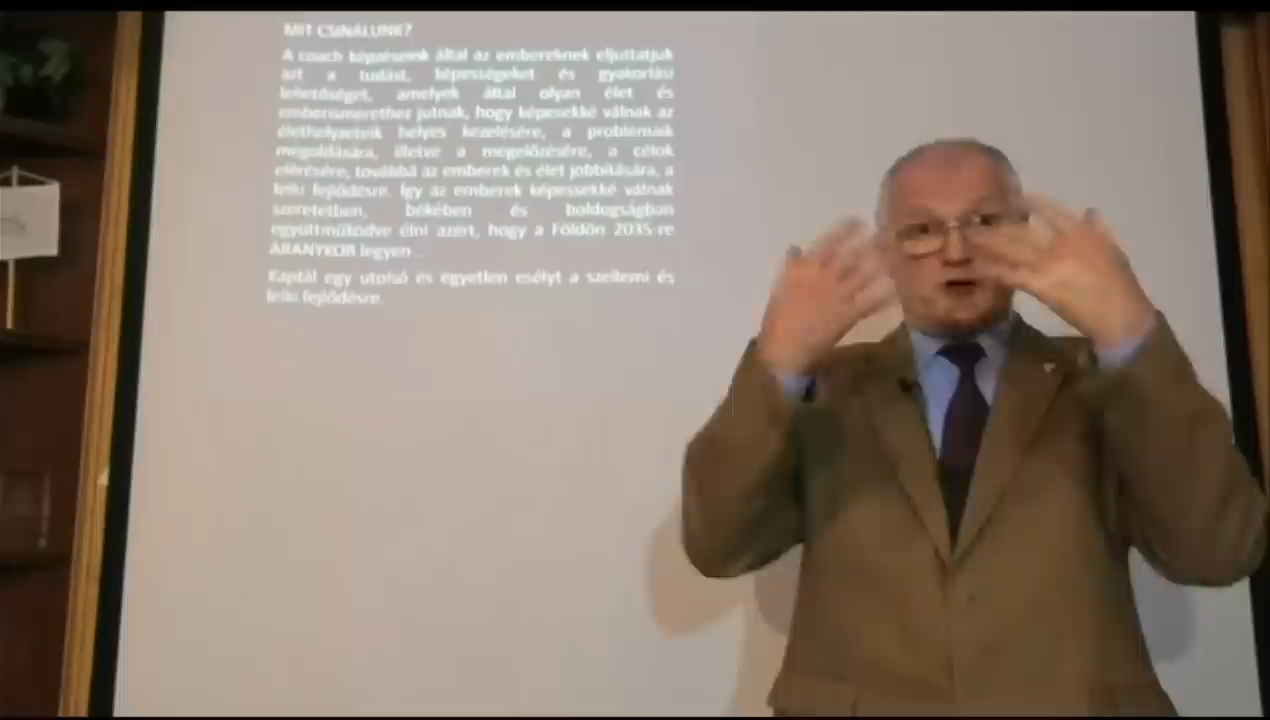 MIT CSINÁLUNK?
A coach képzéseink által az embereknek eljuttatjuk
azt a tudást, képességeket és gyakorlási
lehetőséget, amelyek által olyan élet és
emberismerethez jutnak, hogy képesekké válnak az
élethelyzeteik helyes kezelésére, a problémáik
megoldására, illetve a megelőzésére, a célok
elérésére, továbbá az emberek és élet jobbítására, a
lelki fejlődésre. Így az emberek képessekké válnak
szeretetben, békében és boldogságban
együttműködve élni azért, hogy a Földön 2035-re
ARANYKOR legyen .
Kaptál egy utolsó és egyetlen esélyt a szellemi és
lelki fejlődésre.